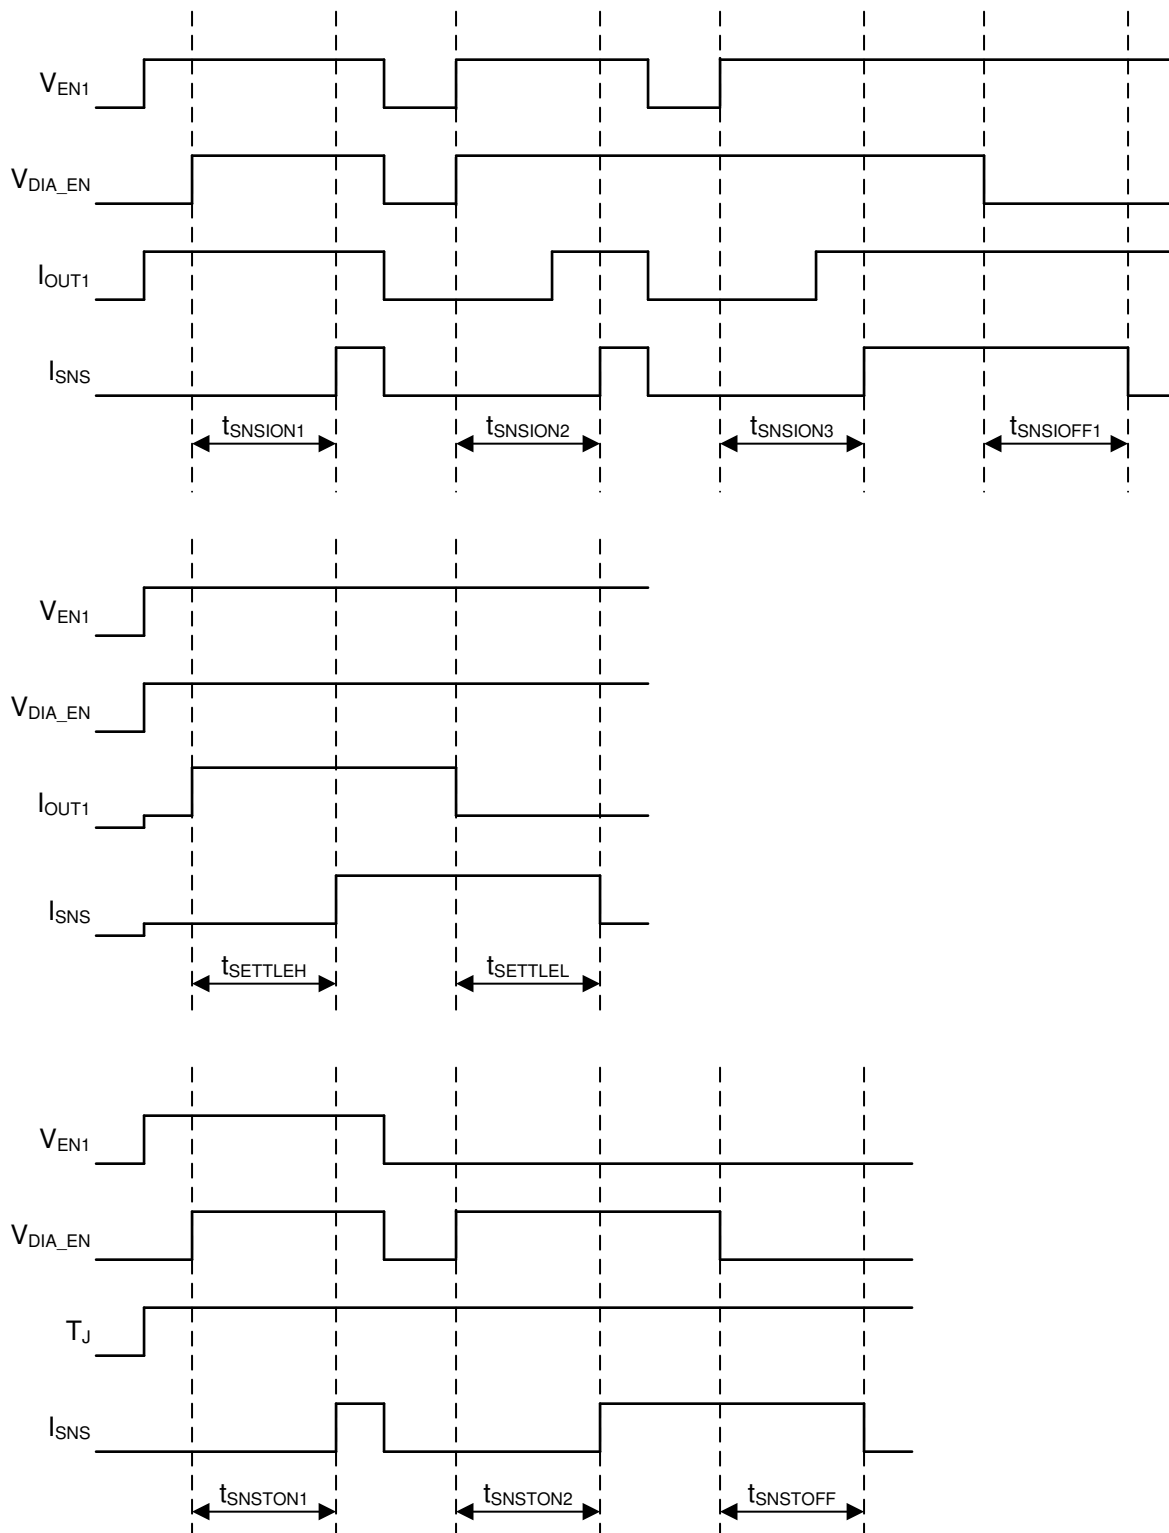 VEN1
VDIA_EN
IOUT1
ISNS
tSNSION1 tSNSION2 tSNSION3 tSNSIOFF1
VEN1
VDIA_EN
IOUT1
ISNS
tSETTLEH tSETTLEL
VEN1
VDIA_EN
TJ
ISNS
tSNSTON1 tSNSTON2 tSNSTOFF